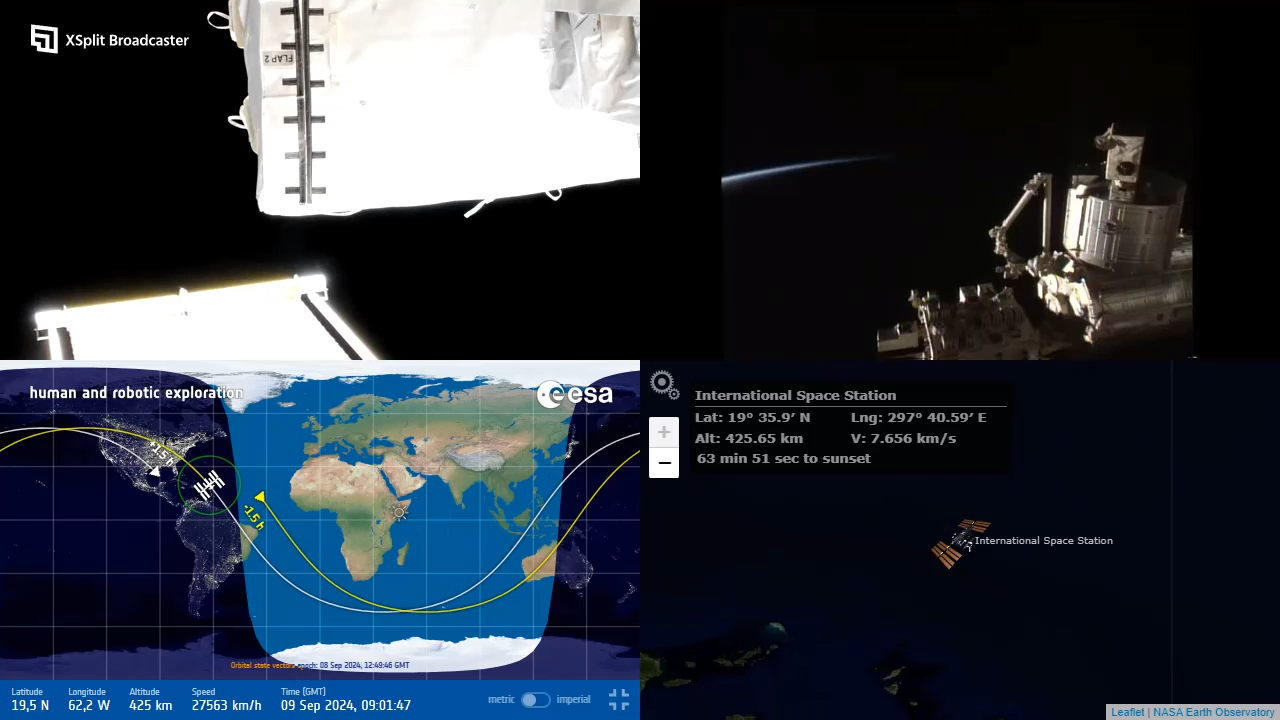 XSplit Broadcaster
FLAP 2
human and robotic exploration
esa
-1.5 h
Orbital state vectors epoch: 08 Sep 2024, 12:49:46 GMT
Latitude
19,5 N
Longitude
62,2 W
Altitude
425 km
Speed
27563 km/h
Time (GMT)
09 Sep 2024, 09:01:47
metric
imperial
International Space Station
Lat: 19° 35.9′ N
Lng: 297° 40.59′ E
Alt: 425.65 km
V: 7.656 km/s
63 min 51 sec to sunset
+
−
International Space Station
Leaflet | NASA Earth Observatory